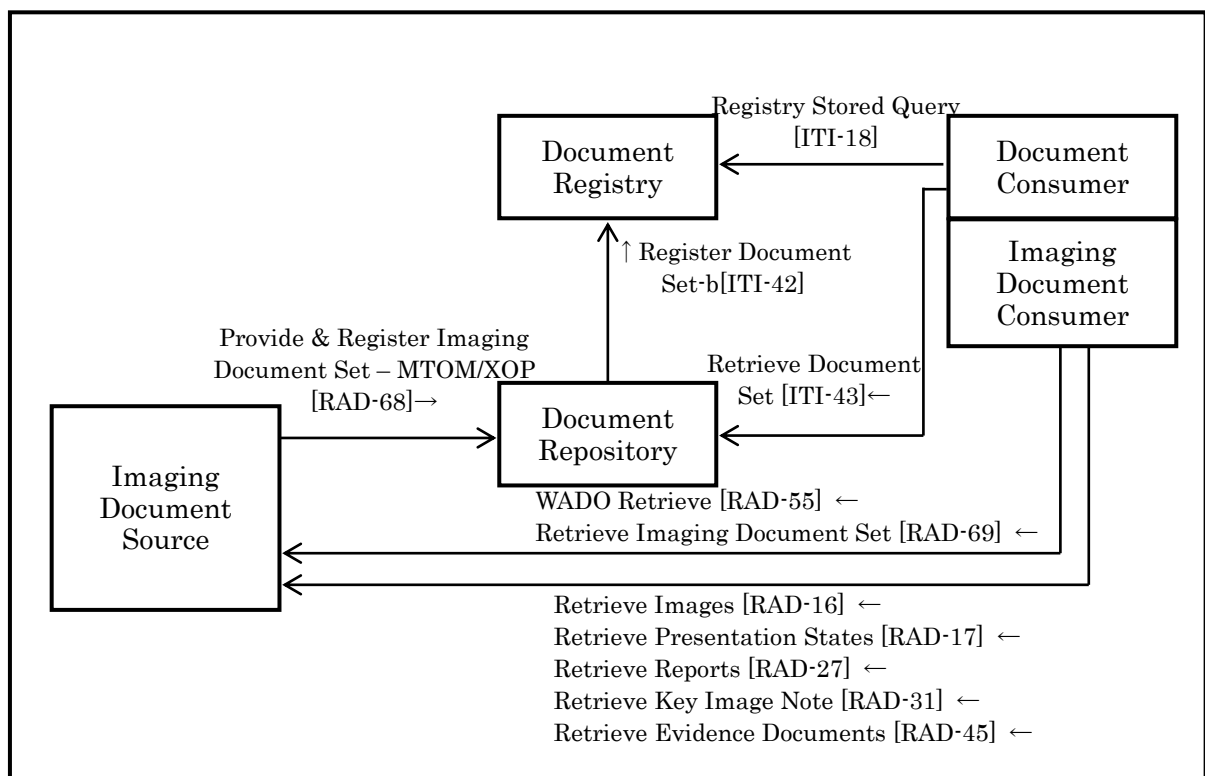 Registry Stored Query
[ITI-18]
Document
Registry
Document
Consumer
↑ Register Document
Set-b[ITI-42]
Imaging
Document
Consumer
Provide & Register Imaging
Document Set – MTOM/XOP
[RAD-68]→
Retrieve Document
Set [ITI-43]←
Document
Repository
Imaging
Document
Source
WADO Retrieve [RAD-55] ←
Retrieve Imaging Document Set [RAD-69] ←
Retrieve Images [RAD-16] ←
Retrieve Presentation States [RAD-17] ←
Retrieve Reports [RAD-27] ←
Retrieve Key Image Note [RAD-31] ←
Retrieve Evidence Documents [RAD-45] ←